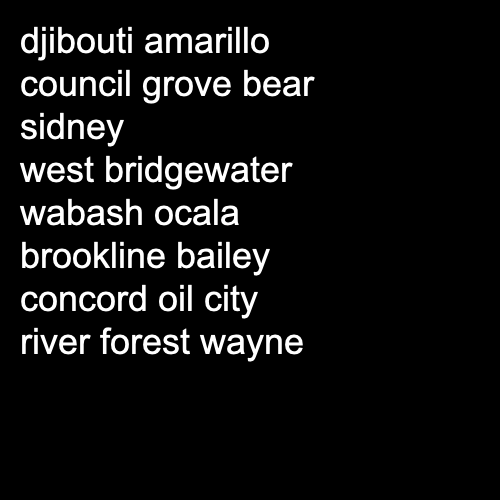 djibouti amarillo
council grove bear
sidney
west bridgewater
wabash ocala
brookline bailey
concord oil city
river forest wayne